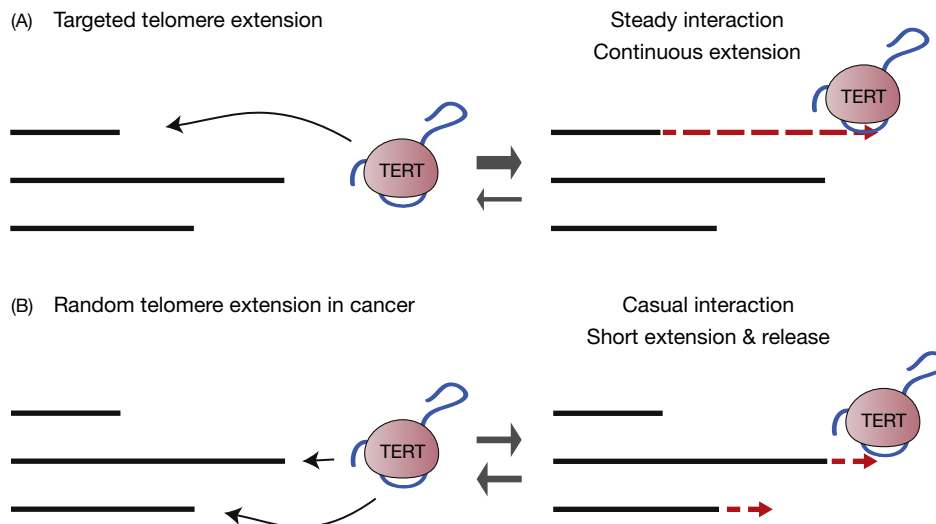 (A) Targeted telomere extension
Steady interaction
Continuous extension
TERT
TERT
(B) Random telomere extension in cancer
Casual interaction
Short extension & release
TERT
TERT